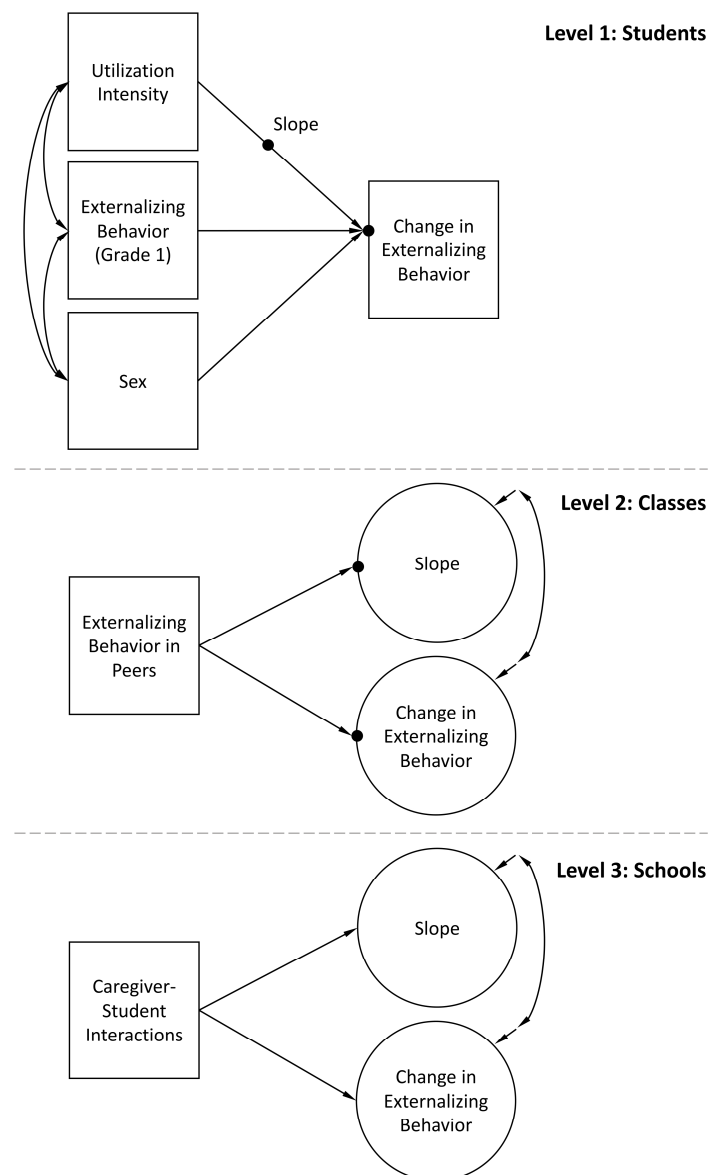 Level 1: Students
Utilization
Intensity
Slope
Externalizing
Behavior
(Grade 1)
Change in
Externalizing
Behavior
Sex
Level 2: Classes
Slope
Externalizing
Behavior in
Peers
Change in
Externalizing
Behavior
Level 3: Schools
Slope
Caregiver-
Student
Interactions
Change in
Externalizing
Behavior